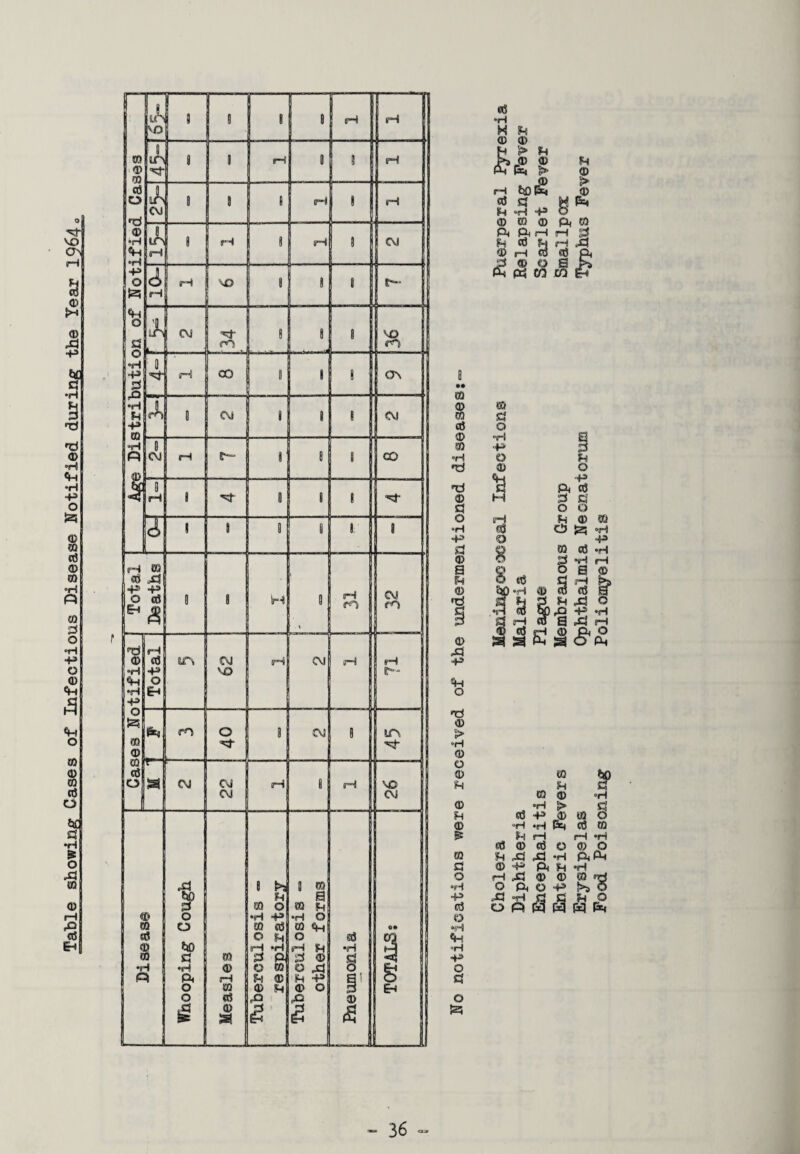 Table showing Cases of Infectious Disease Notified during the Year 1964.
Disease Cases Notified Total Deaths Age Distribution of Notified Cases
M F Total 0- 1- 2- 3- 4- 5- 10- 15- 25- 45- 65-
Whooping Cough 2 3 5 - - - 1 - 1 2 1 - - - -
Measles 22 40 62 - - 4 7 2 8 34 6 1 - - -
Tuberculosis - respiratory 1 - 1 1 - - - - - - - - - 1 -
Tuberculosis - other forms - 2 2 - - - - - - - - 1 1 - -
Pneumonia 1 - 1 31 - - - - - - - - - - 1
TOTALS: 26 45 71 32 - 4 8 2 9 36 7 2 1 1 1
No notifications were received of the undermentioned diseases:-
Cholera Meningococcal Infections Puerperal Pyrexia
Diphtheria Malaria Relapsing Fever
Encephalitis Plague Scarlet Fever
Enteric Fevers Membranous Group Smallpox
Erysipelas Ophthalmia Neonatorum Typhus Fever
Food Poisoning Poliomyelitis
- 36 -